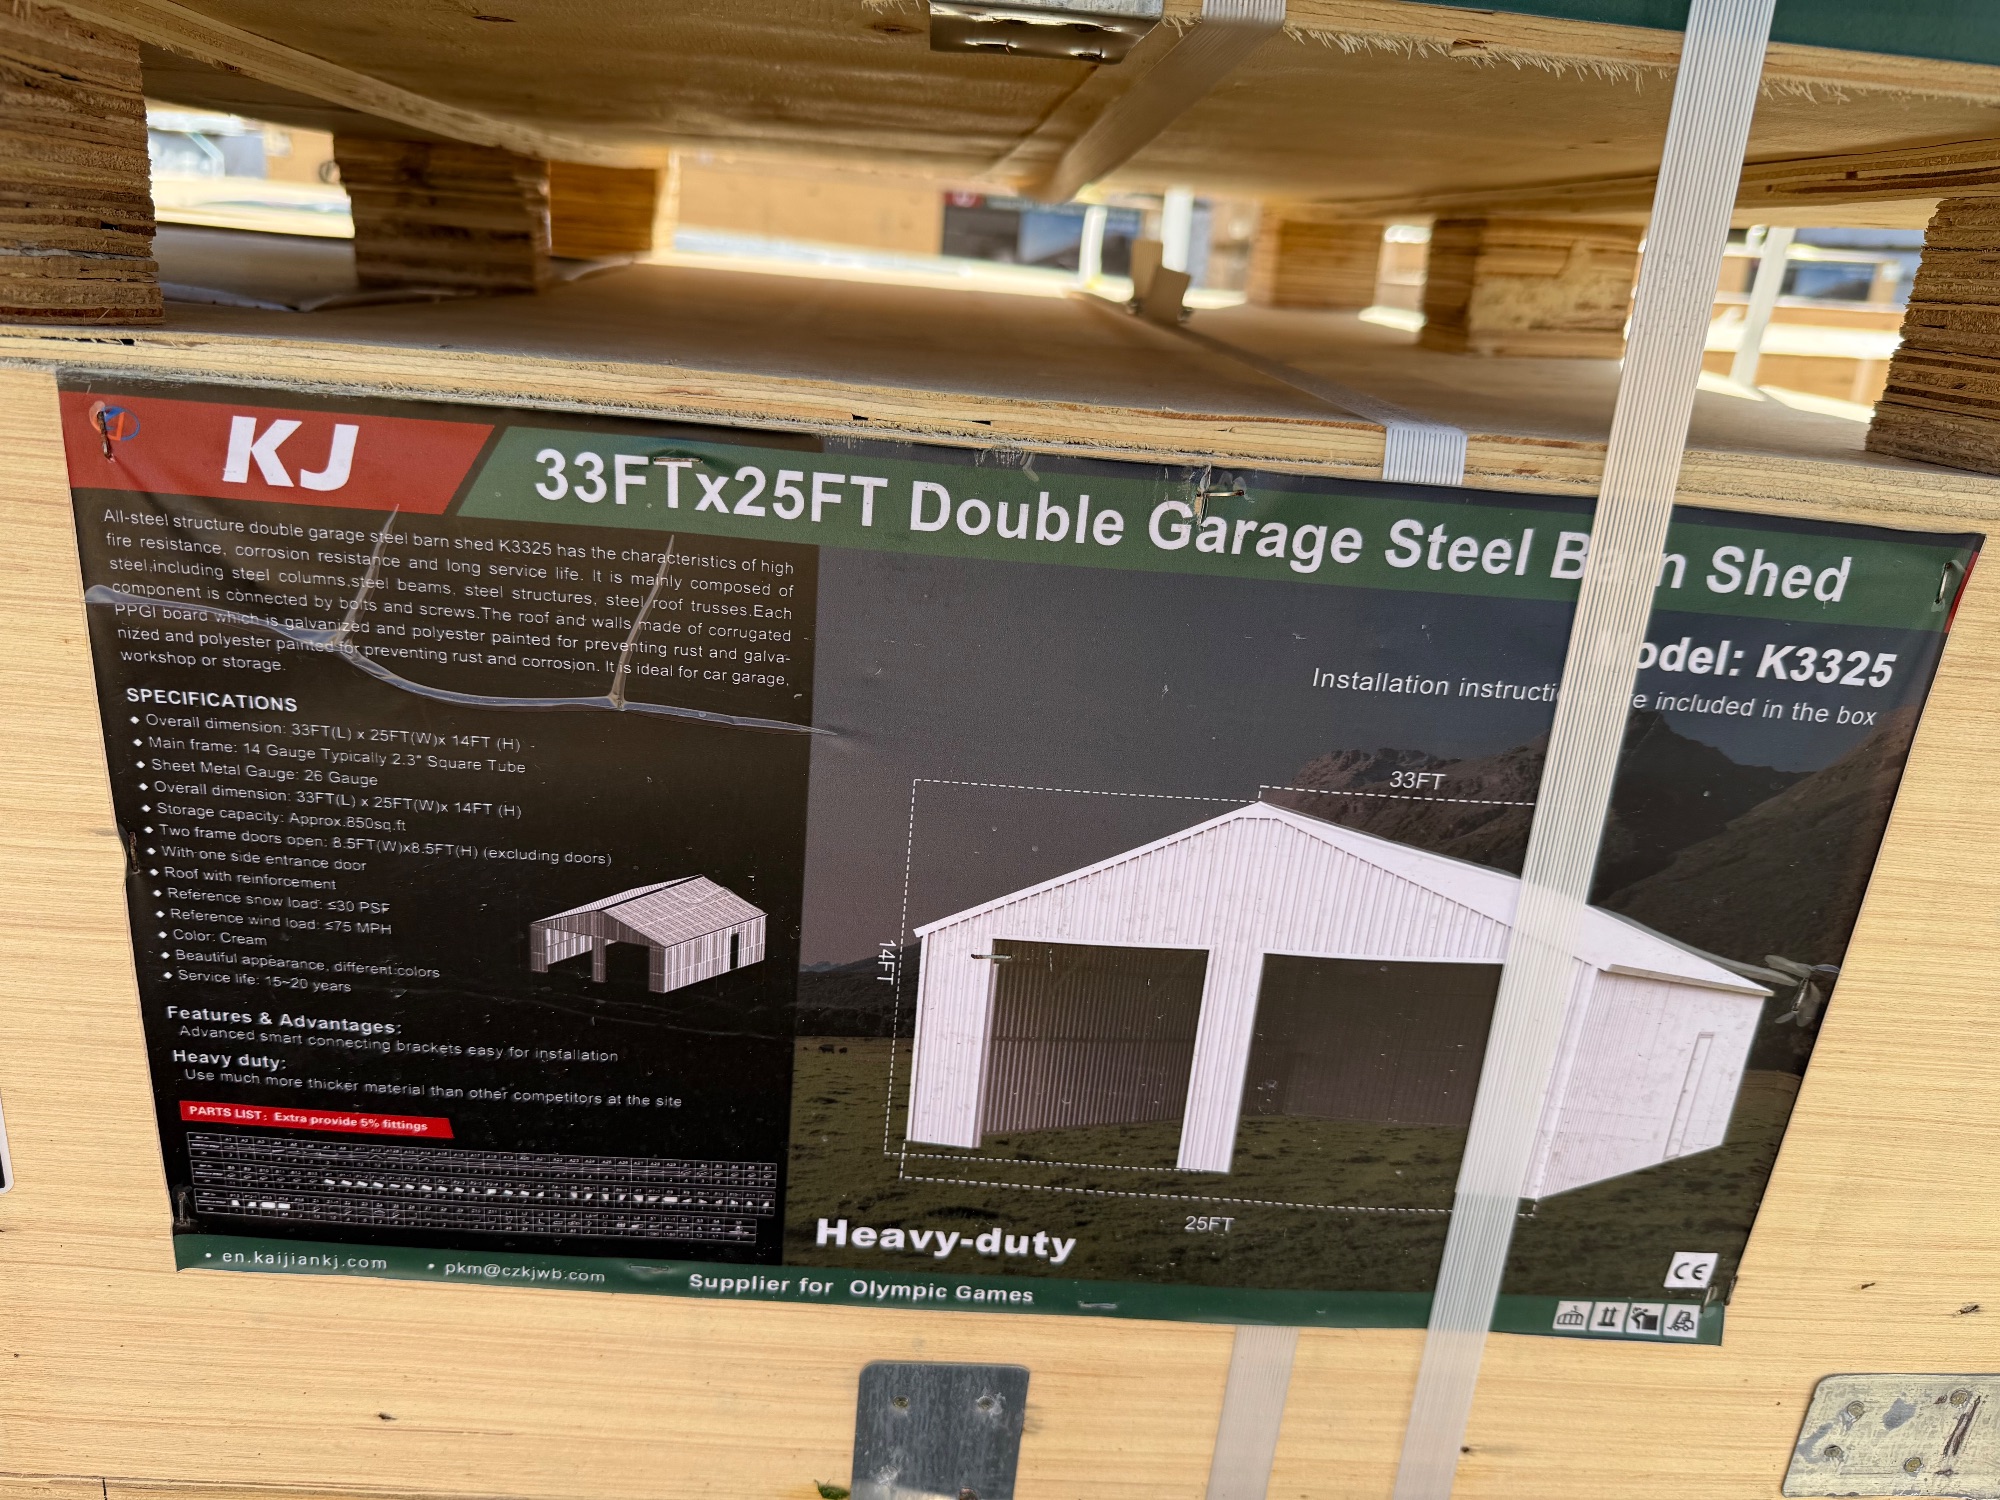 KJ
33FTx25FT Double Garage Steel Barn Shed
All-steel structure double garage steel barn shed K3325 has the characteristics of high
fire resistance, corrosion resistance and long service life. It is mainly composed of
steel,including steel columns,steel beams, steel structures, steel roof trusses.Each
component is connected by bolts and screws.The roof and walls made of corrugated
PPGI board which is galvanized and polyester painted for preventing rust and galva-
nized and polyester painted for preventing rust and corrosion. It is ideal for car garage,
workshop or storage.
SPECIFICATIONS
◆ Overall dimension: 33FT(L) x 25FT(W)x 14FT (H)
◆ Main frame: 14 Gauge Typically 2.3" Square Tube
◆ Sheet Metal Gauge: 26 Gauge
◆ Overall dimension: 33FT(L) x 25FT(W)x 14FT (H)
◆ Storage capacity: Approx.850sq.ft
◆ Two frame doors open: 8.5FT(W)x8.5FT(H) (excluding doors)
◆ With one side entrance door
◆ Roof with reinforcement
◆ Reference snow load: ≤30 PSF
◆ Reference wind load: ≤75 MPH
◆ Color: Cream
◆ Beautiful appearance, different colors
◆ Service life: 15~20 years
Features & Advantages:
Advanced smart connecting brackets easy for installation
Heavy duty:
Use much more thicker material than other competitors at the site
PARTS LIST: Extra provide 5% fittings
odel: K3325
Installation instructi e included in the box
33FT
14FT
25FT
Heavy-duty
CE
• en.kaijiankj.com • pkm@czkjwb.com Supplier for Olympic Games